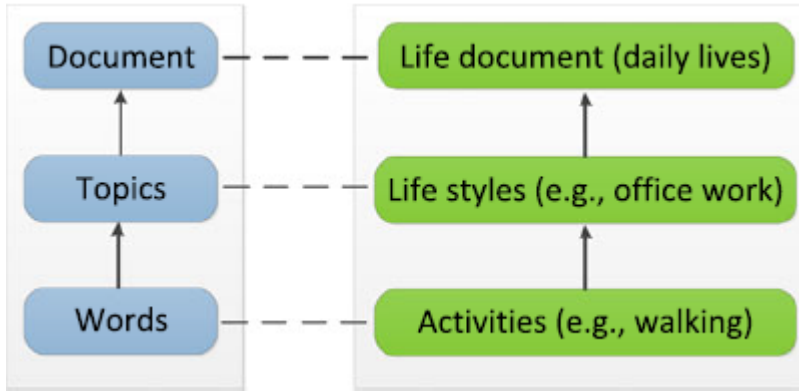 Document
Life document (daily lives)
Topics
Life styles (e.g., office work)
Words
Activities (e.g., walking)